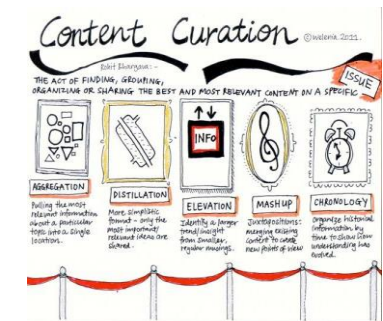 Content Curation
©wolenik 2011.
Rohit Bhargava:-
THE ACT OF FINDING, GROUPING,
ORGANIZING OR SHARING THE BEST AND MOST RELEVANT CONTENT ON A SPECIFIC
ISSUE
INFO
AGGREGATION
Pulling the most
relevant information
about a particular
topic into a single
location.
DISTILLATION
More simplistic
format - only the
most important/
relevant ideas are
shared.
ELEVATION
Identify a larger
trend/insight
from smaller,
regular musings.
MASHUP
Juxtapositions:
merging existing
content to create
new points of view
CHRONOLOGY
organize historical
information by
time to show how
understanding has
evolved.